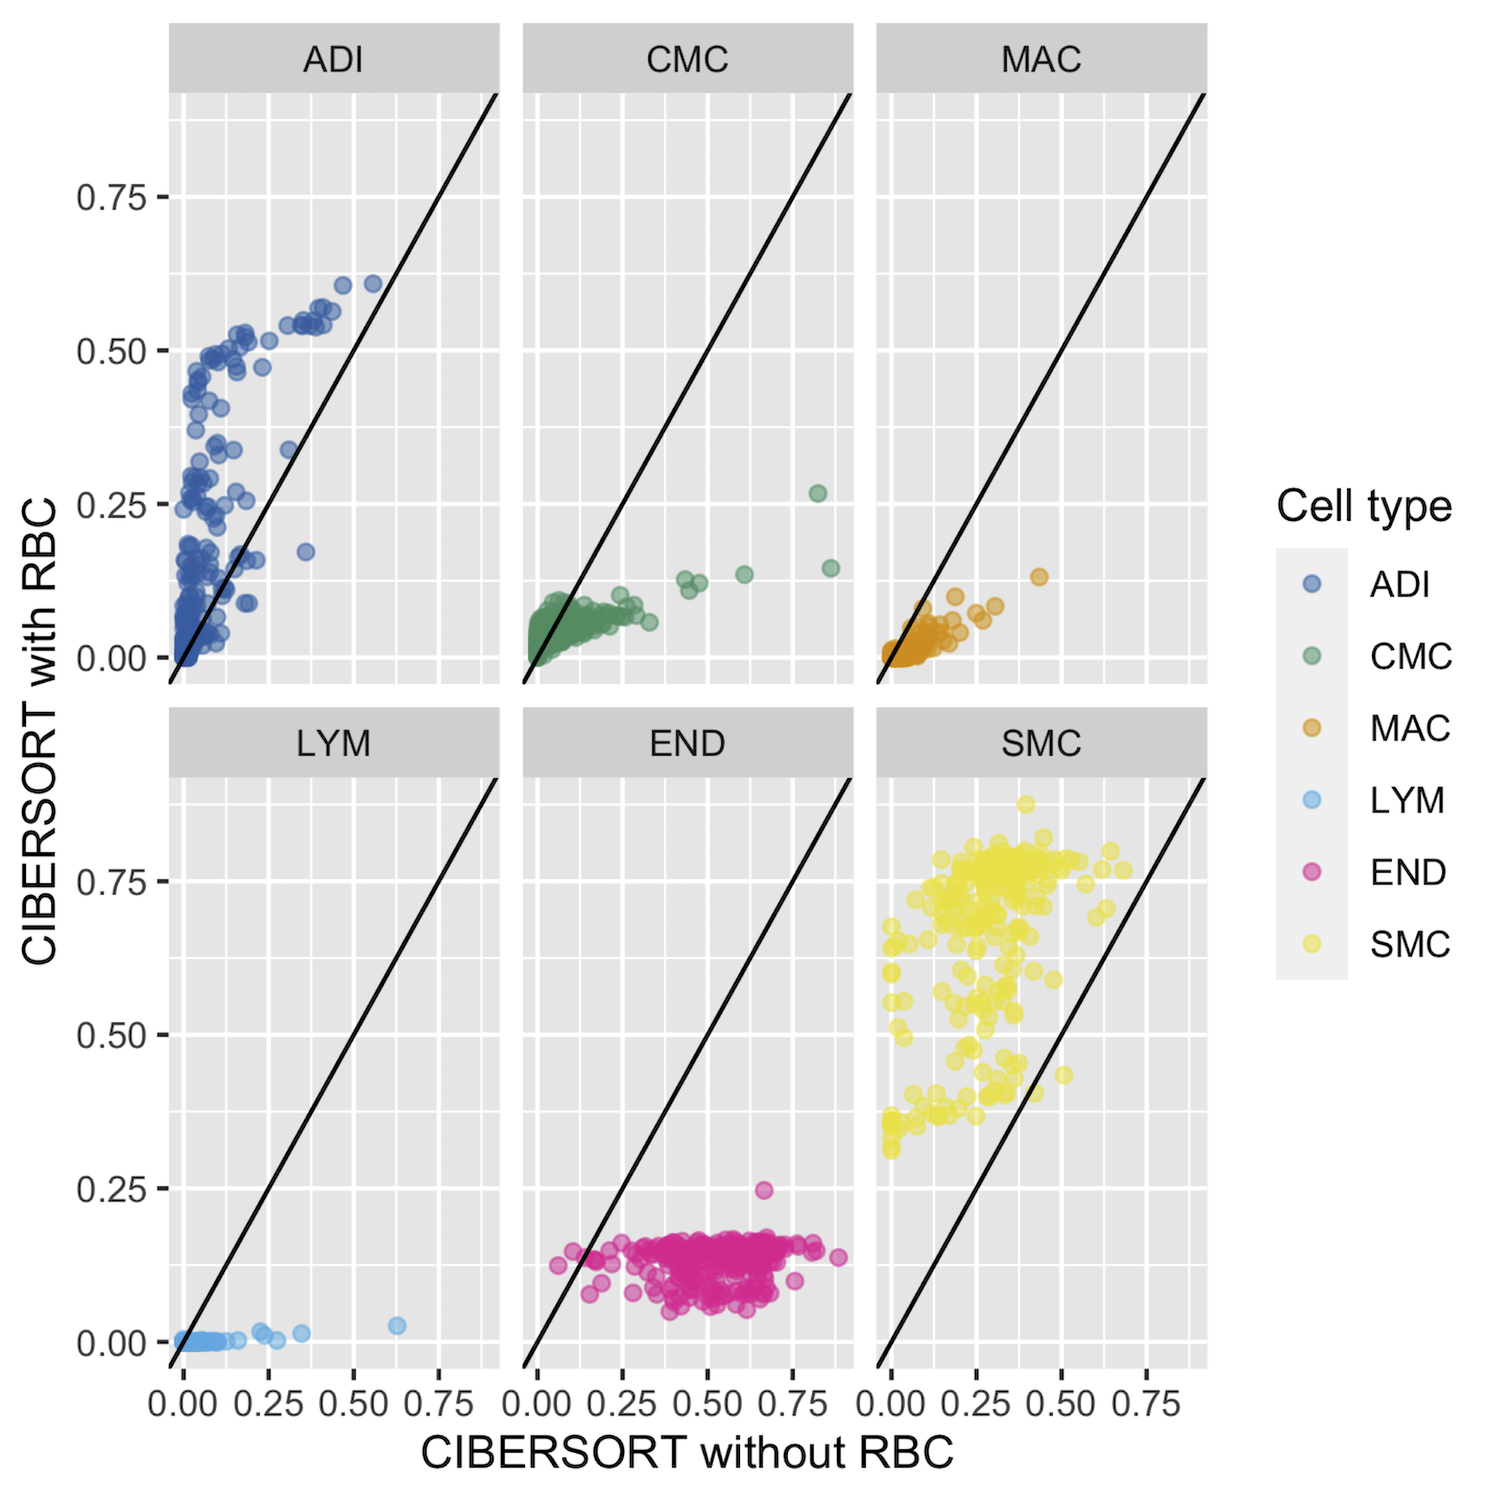 ADI CMC MAC
0.75
0.50
0.25
0.00
LYM END SMC
0.75
0.50
0.25
0.00
0.00 0.25 0.50 0.75 0.00 0.25 0.50 0.75 0.00 0.25 0.50 0.75
CIBERSORT without RBC
CIBERSORT with RBC
Cell type
ADI
CMC
MAC
LYM
END
SMC